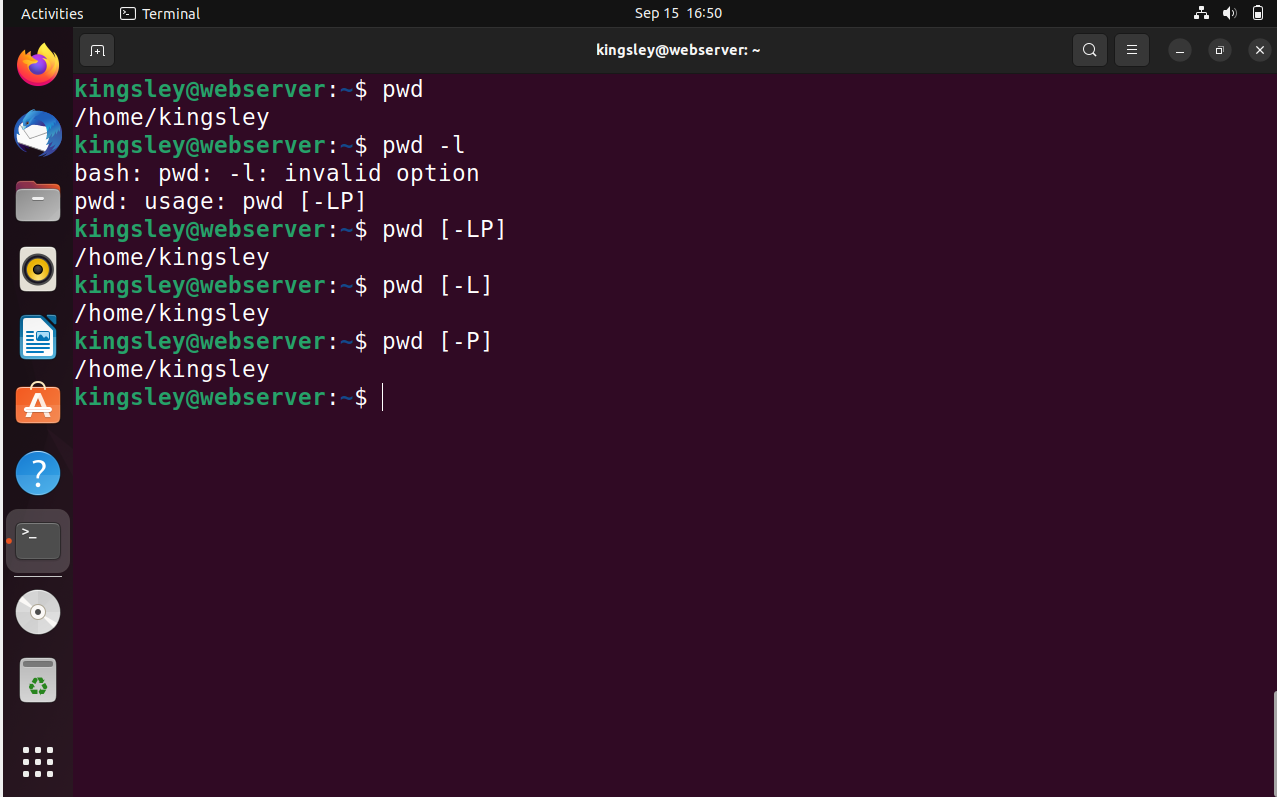 Activities
Terminal
Sep 15 16:50
kingsley@webserver: ~
kingsley@webserver:~$ pwd
/home/kingsley
kingsley@webserver:~$ pwd -l
bash: pwd: -l: invalid option
pwd: usage: pwd [-LP]
kingsley@webserver:~$ pwd [-LP]
/home/kingsley
kingsley@webserver:~$ pwd [-L]
/home/kingsley
kingsley@webserver:~$ pwd [-P]
/home/kingsley
kingsley@webserver:~$